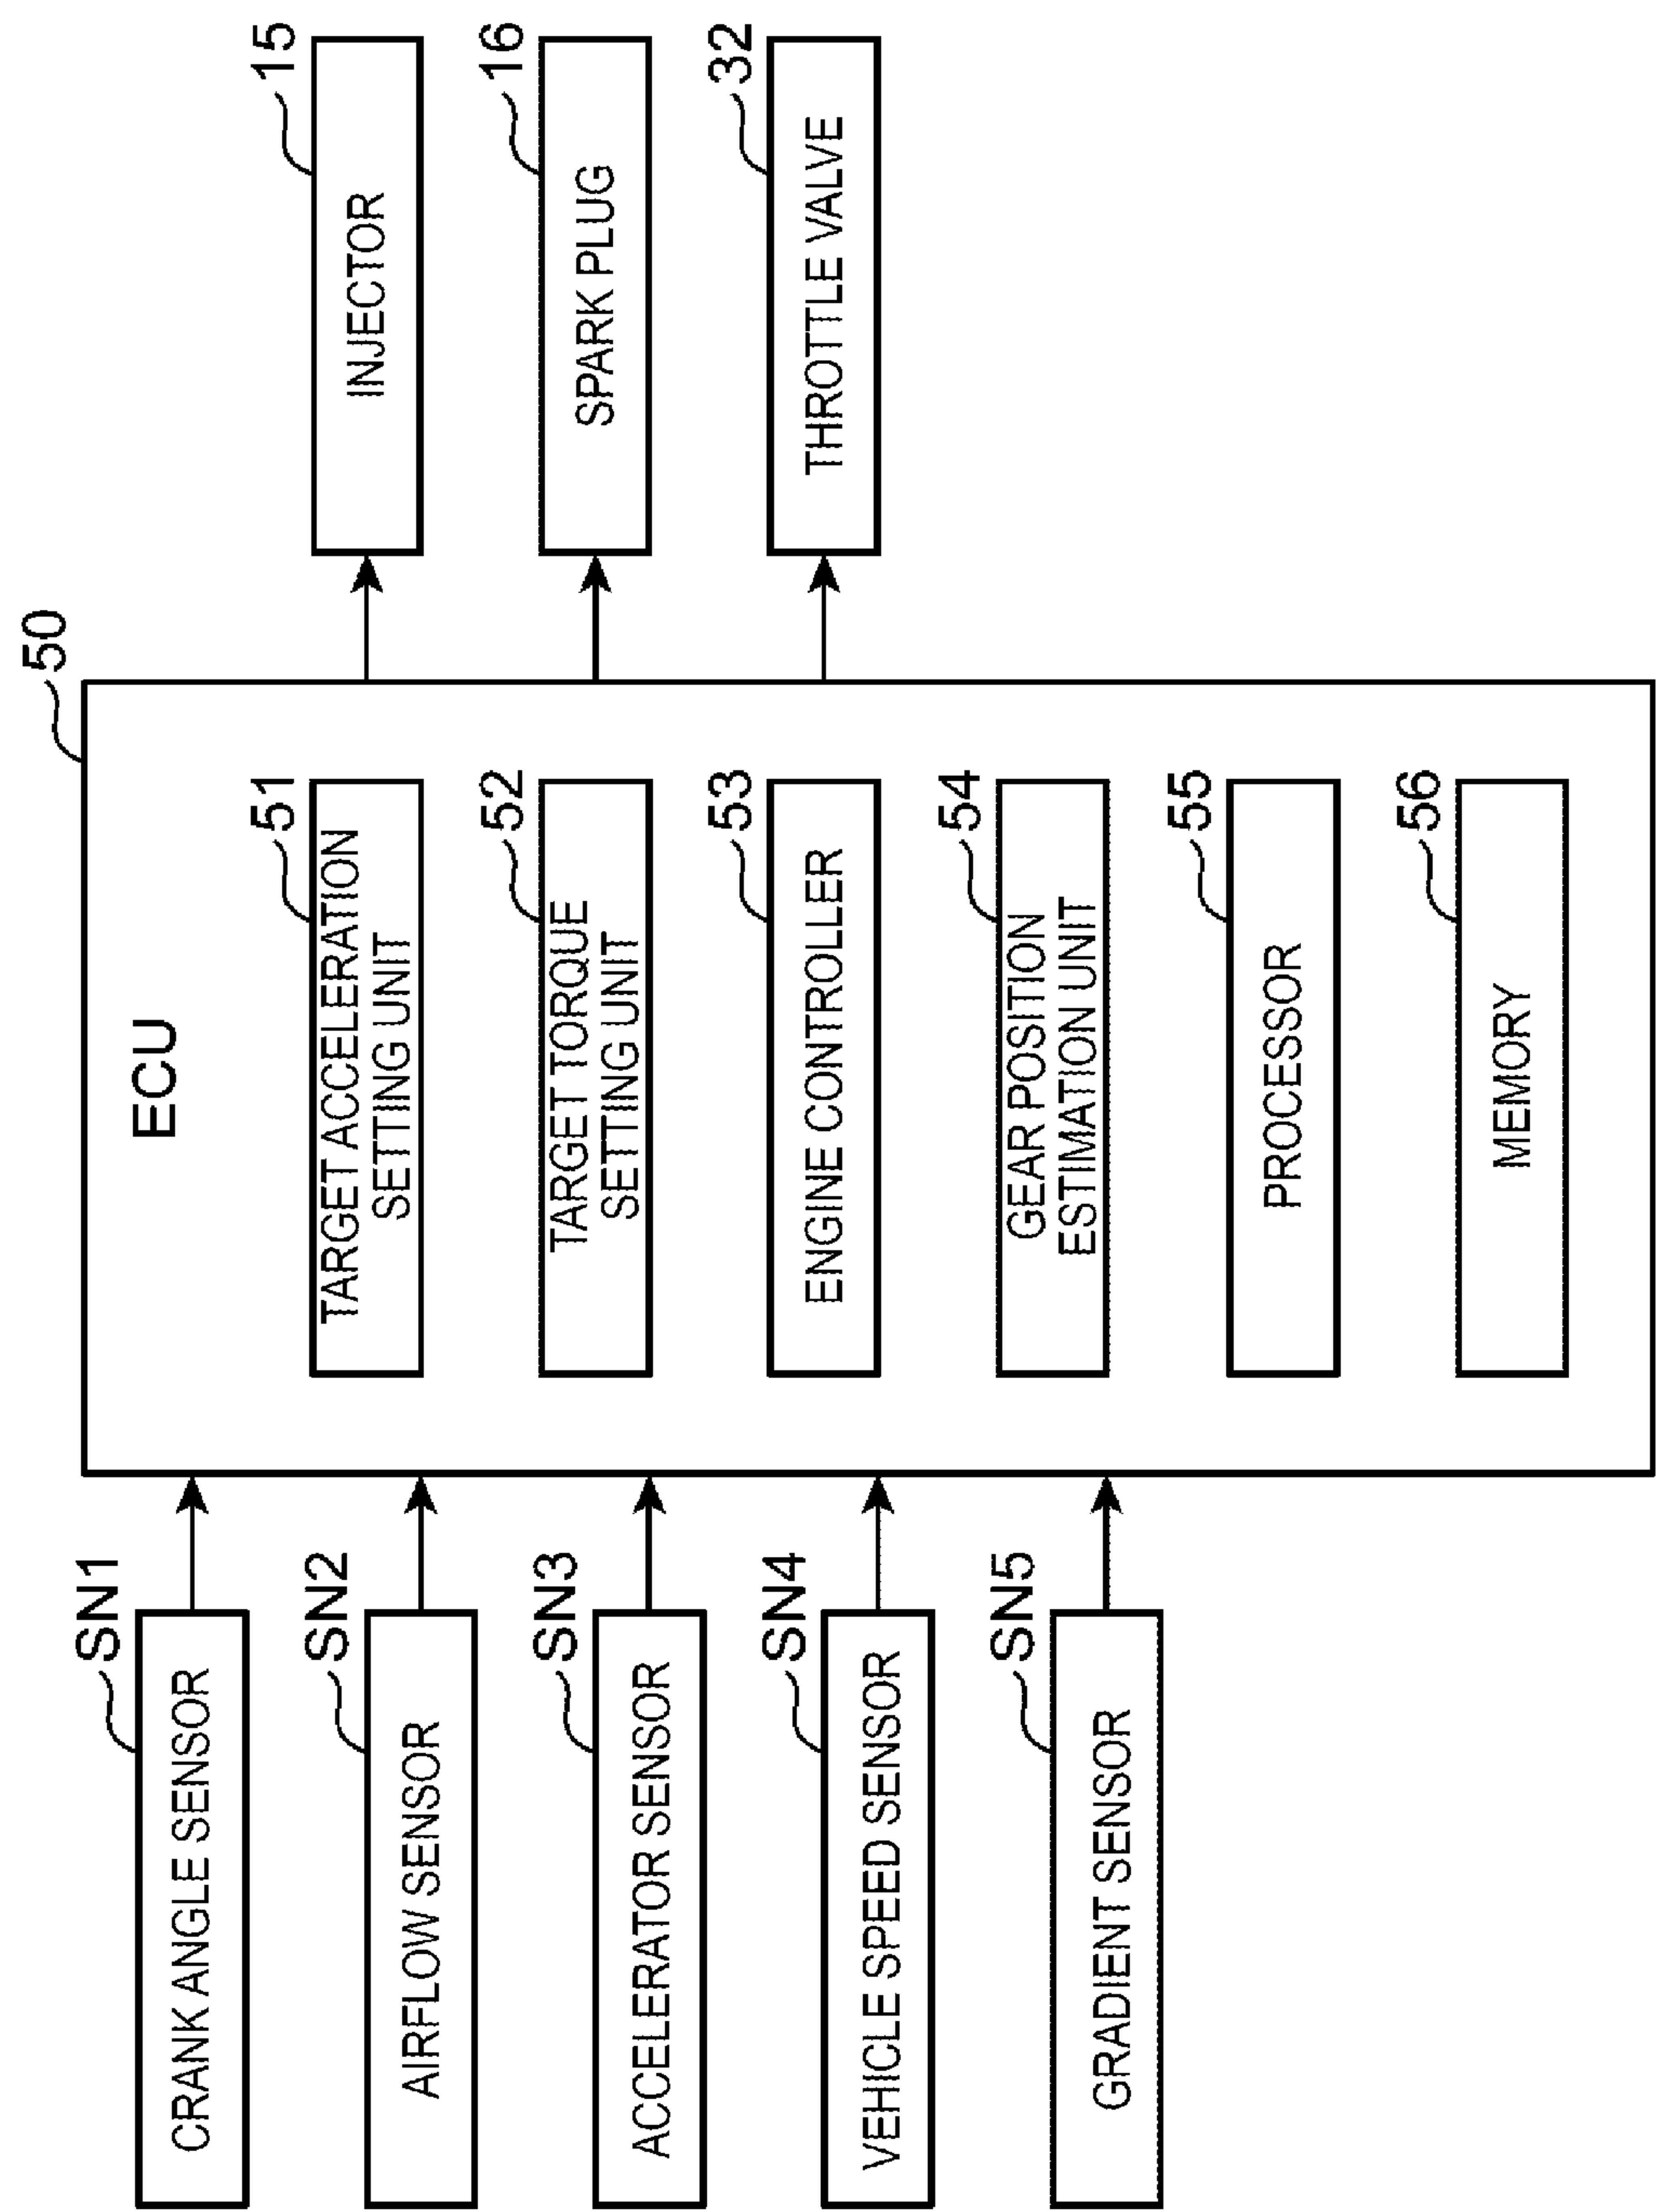 SN1
CRANK ANGLE SENSOR
SN2
AIRFLOW SENSOR
SN3
ACCELERATOR SENSOR
SN4
VEHICLE SPEED SENSOR
SN5
GRADIENT SENSOR
50
ECU
51
TARGET ACCELERATION
SETTING UNIT
52
TARGET TORQUE
SETTING UNIT
53
ENGINE CONTROLLER
54
GEAR POSITION
ESTIMATION UNIT
55
PROCESSOR
56
MEMORY
15
INJECTOR
16
SPARK PLUG
32
THROTTLE VALVE